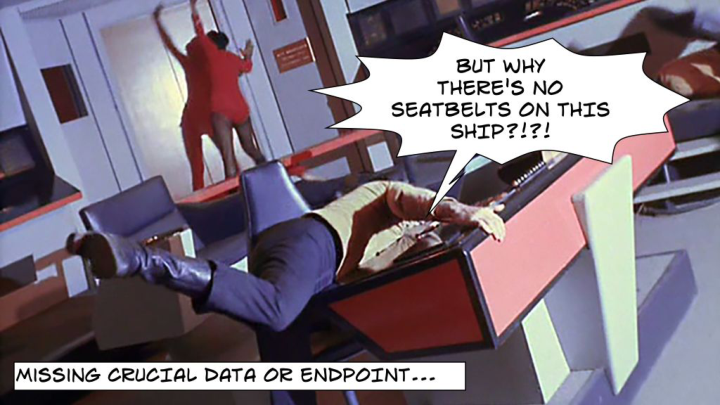 BUT WHY
THERE'S NO
SEATBELTS ON THIS
SHIP?!?!
MISSING CRUCIAL DATA OR ENDPOINT...